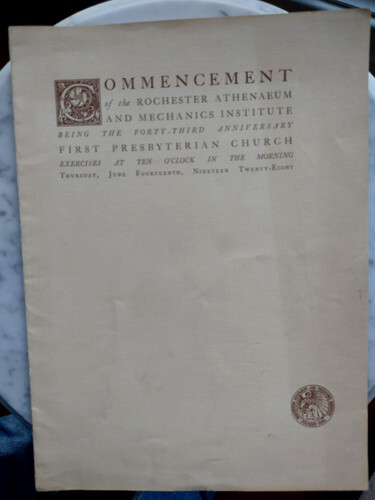 COMMENCEMENT
of the ROCHESTER ATHENAEUM
AND MECHANICS INSTITUTE
BEING THE FORTY-THIRD ANNIVERSARY
FIRST PRESBYTERIAN CHURCH
EXERCISES AT TEN O'CLOCK IN THE MORNING
THURSDAY, JUNE FOURTEENTH, NINETEEN TWENTY-EIGHT